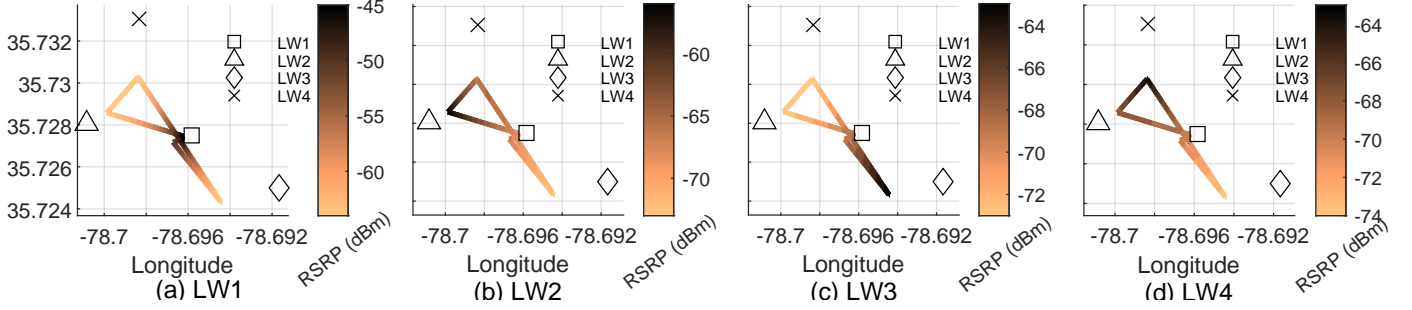 35.732
35.73
35.728
35.726
35.724
-78.7
-78.696
-78.692
Longitude
LW1
LW2
LW3
LW4
-45
-50
-55
-60
RSRP (dBm)
(a) LW1
-78.7
-78.696
-78.692
Longitude
LW1
LW2
LW3
LW4
-60
-65
-70
RSRP (dBm)
(b) LW2
-78.7
-78.696
-78.692
Longitude
LW1
LW2
LW3
LW4
-64
-66
-68
-70
-72
RSRP (dBm)
(c) LW3
-78.7
-78.696
-78.692
Longitude
LW1
LW2
LW3
LW4
-64
-66
-68
-70
-72
-74
RSRP (dBm)
(d) LW4